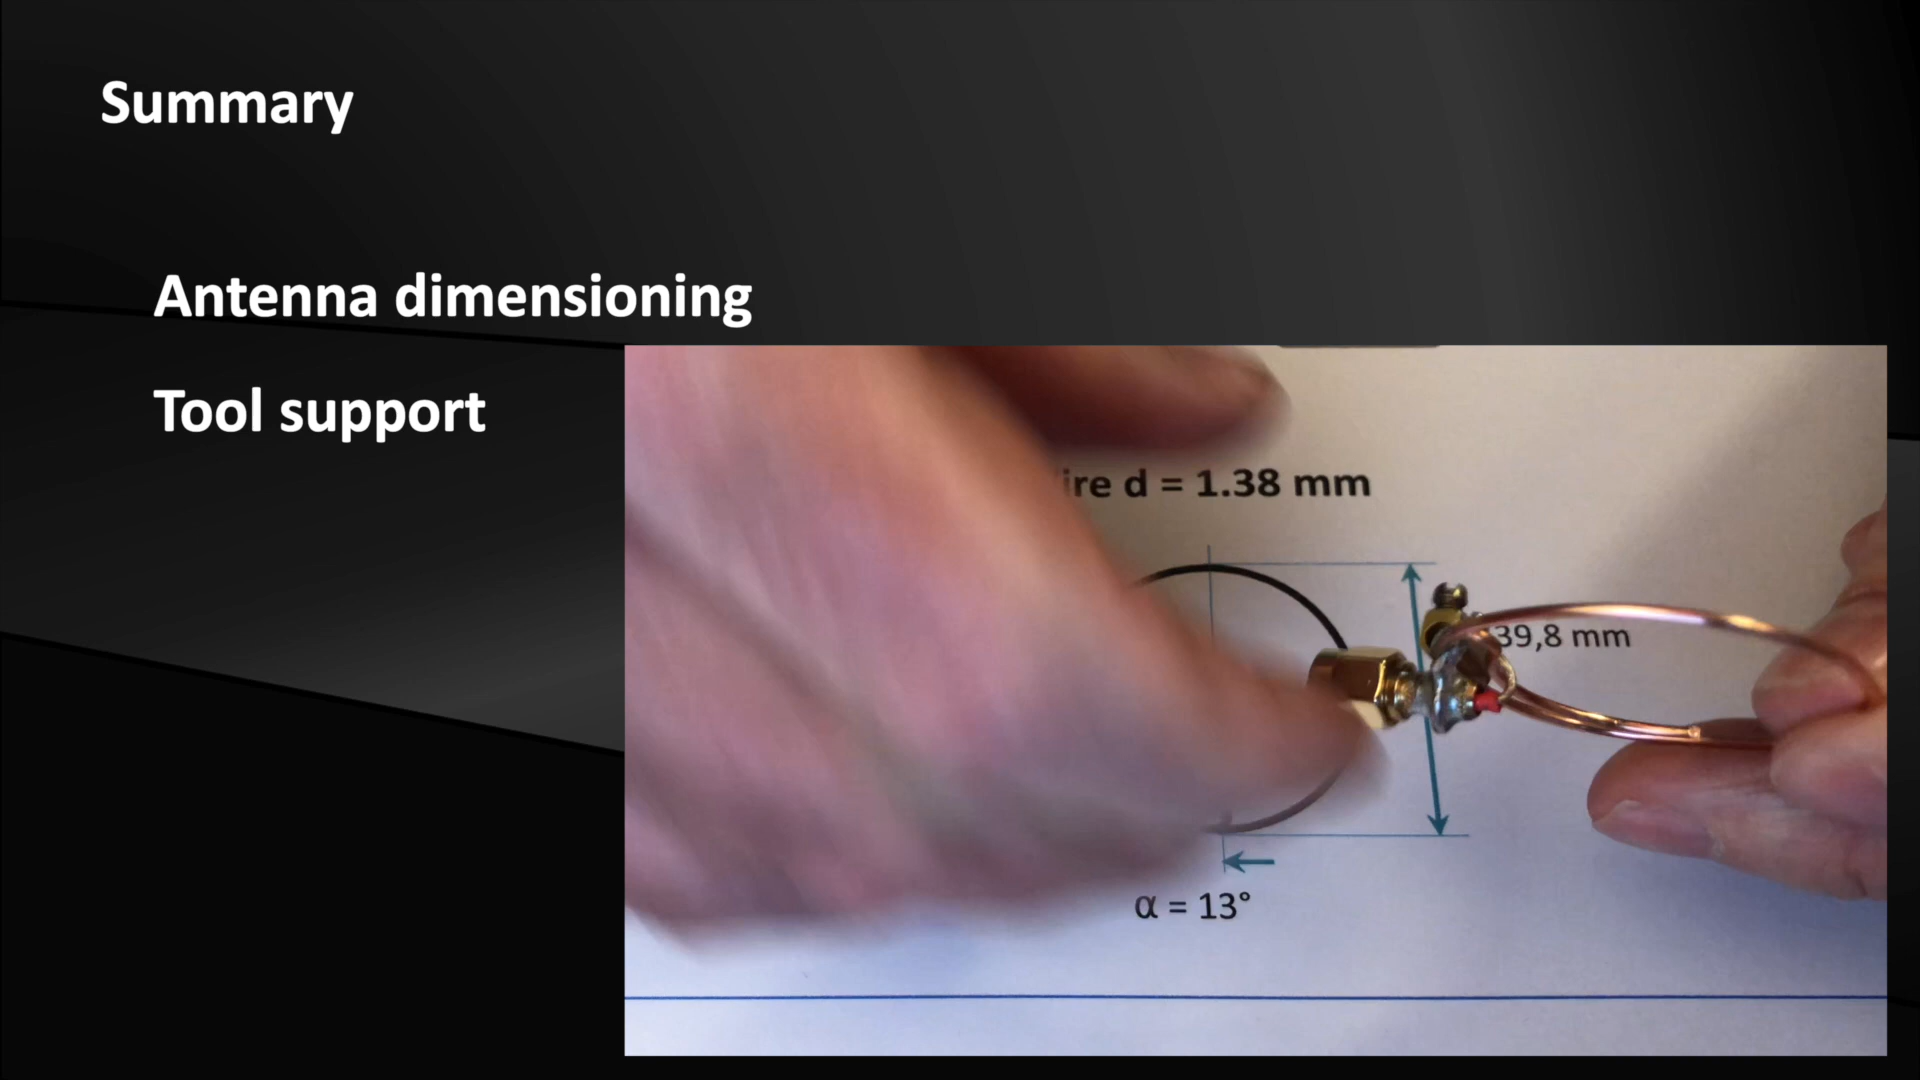 Summary
Antenna dimensioning
Tool support
d = 1.38 mm
39,8 mm
α = 13°